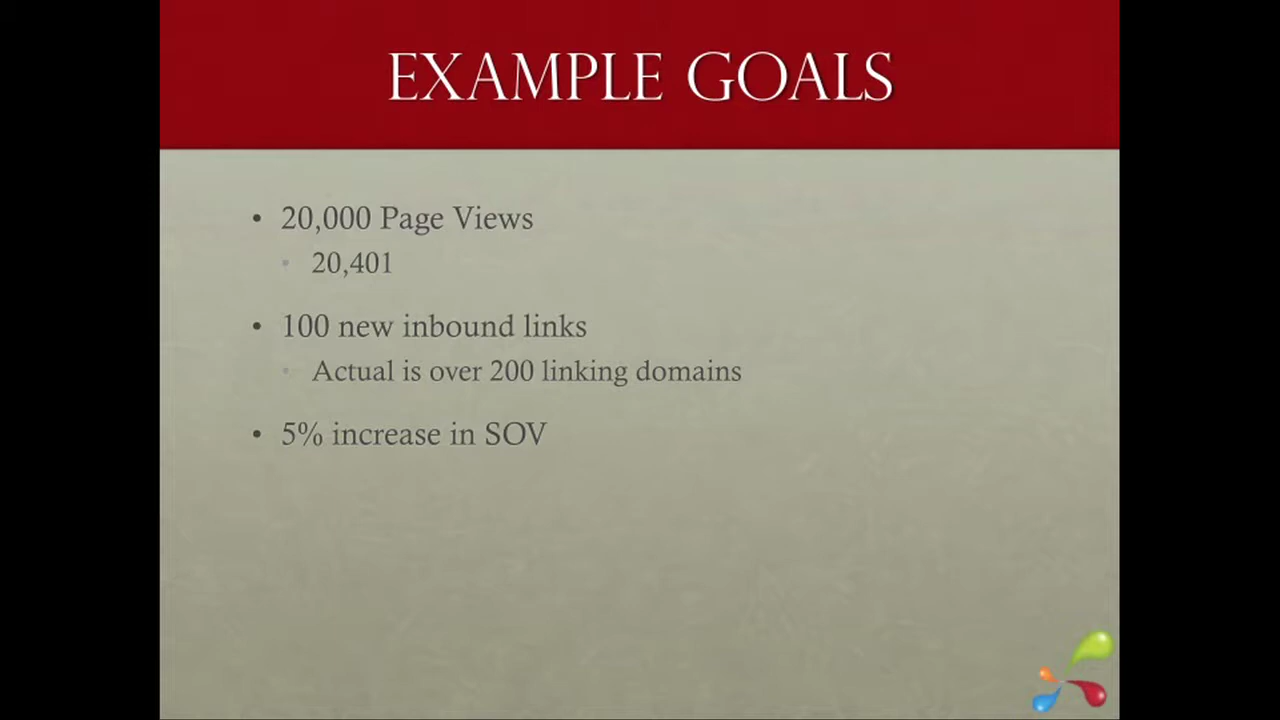 EXAMPLE GOALS
• 20,000 Page Views
• 20,401
• 100 new inbound links
• Actual is over 200 linking domains
• 5% increase in SOV